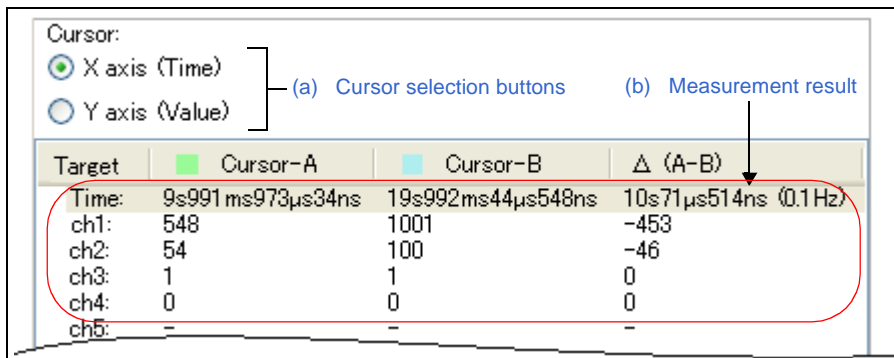 Cursor:
X axis (Time)
(a) Cursor selection buttons
(b) Measurement result
Y axis (Value)
Target Cursor-A Cursor-B Δ (A-B)
Time: 9s991ms973µs34ns 19s992ms44µs548ns 10s71µs514ns (0.1Hz)
ch1: 548 1001 -453
ch2: 54 100 -46
ch3: 1 1 0
ch4: 0 0 0
ch5: - - -